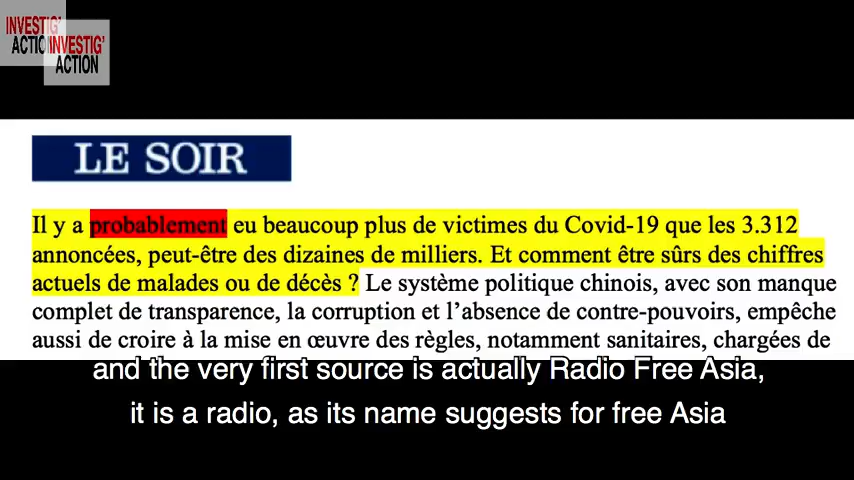 INVESTIG'
ACTION
INVESTIG'
ACTION
LE SOIR
Il y a probablement eu beaucoup plus de victimes du Covid-19 que les 3.312
annoncées, peut-être des dizaines de milliers. Et comment être sûrs des chiffres
actuels de malades ou de décès ? Le système politique chinois, avec son manque
complet de transparence, la corruption et l'absence de contre-pouvoirs, empêche
aussi de croire à la mise en œuvre des règles, notamment sanitaires, chargées de
and the very first source is actually Radio Free Asia,
it is a radio, as its name suggests for free Asia